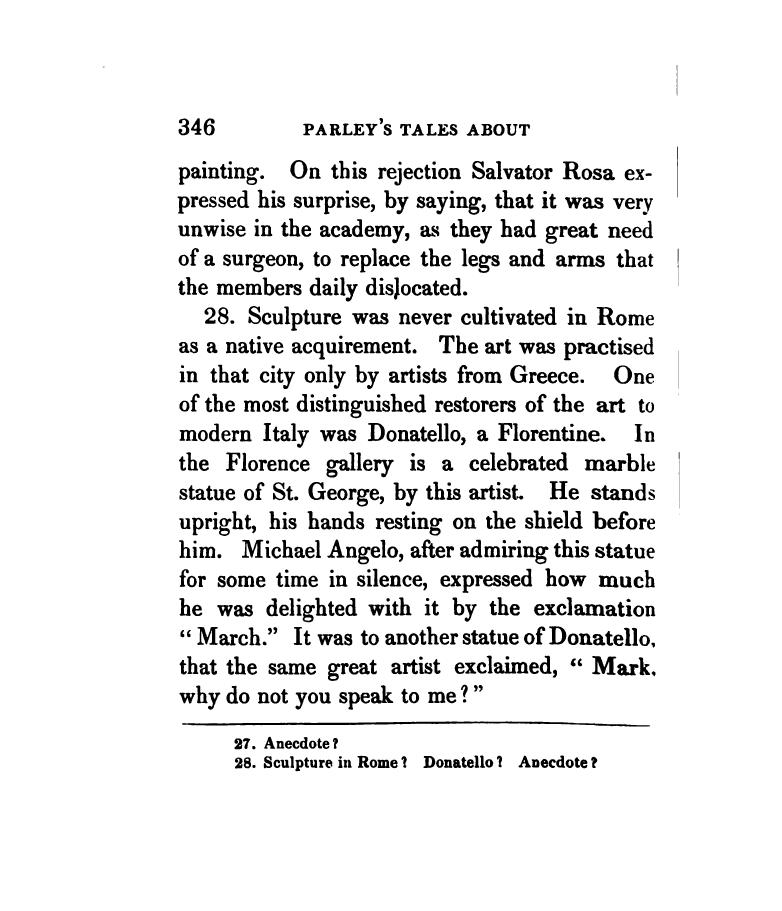 346 PARLEY'S TALES ABOUT
painting. On this rejection Salvator Rosa ex-
pressed his surprise, by saying, that it was very
unwise in the academy, as they had great need
of a surgeon, to replace the legs and arms that
the members daily dislocated.
28. Sculpture was never cultivated in Rome
as a native acquirement. The art was practised
in that city only by artists from Greece. One
of the most distinguished restorers of the art to
modern Italy was Donatello, a Florentine. In
the Florence gallery is a celebrated marble
statue of St. George, by this artist. He stands
upright, his hands resting on the shield before
him. Michael Angelo, after admiring this statue
for some time in silence, expressed how much
he was delighted with it by the exclamation
“ March.” It was to another statue of Donatello,
that the same great artist exclaimed, “ Mark,
why do not you speak to me?”
27. Anecdote?
28. Sculpture in Rome? Donatello? Anecdote?